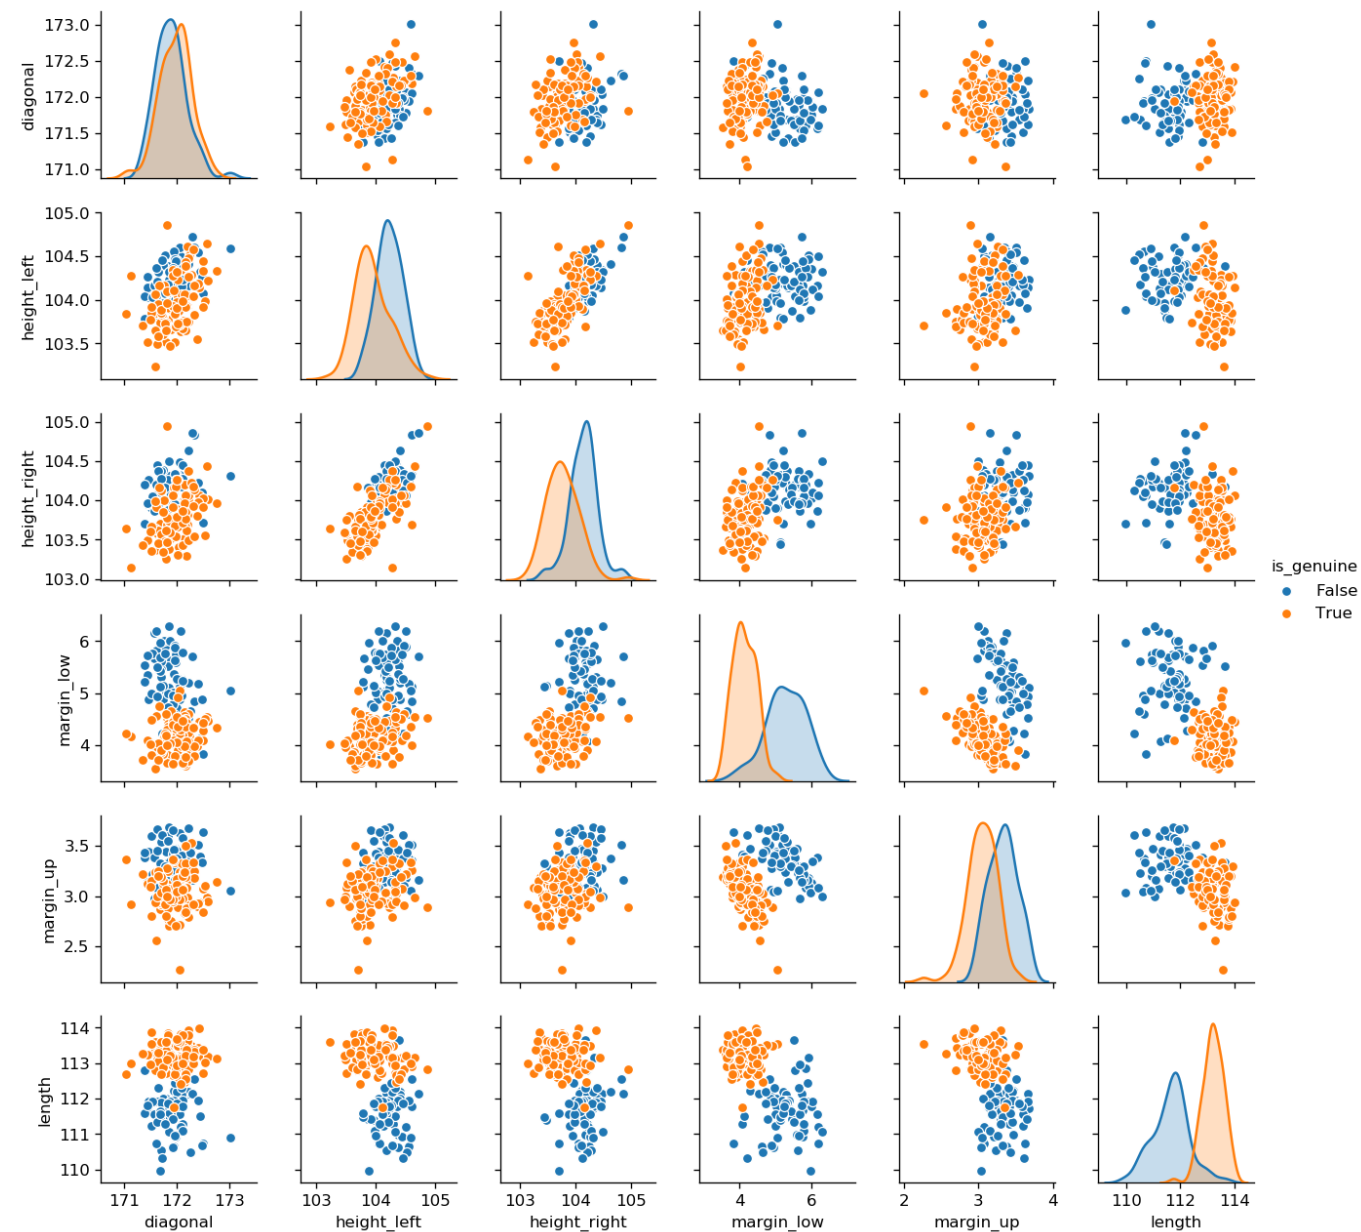 173.0
172.5
172.0
171.5
171.0
diagonal
105.0
104.5
104.0
103.5
height_left
105.0
104.5
104.0
103.5
103.0
height_right
is_genuine
False
True
6
5
4
margin_low
3.5
3.0
2.5
margin_up
114
113
112
111
110
length
171 172 173
103 104 105
103 104 105
4 6
2 3 4
110 112 114
diagonal height_left height_right margin_low margin_up length